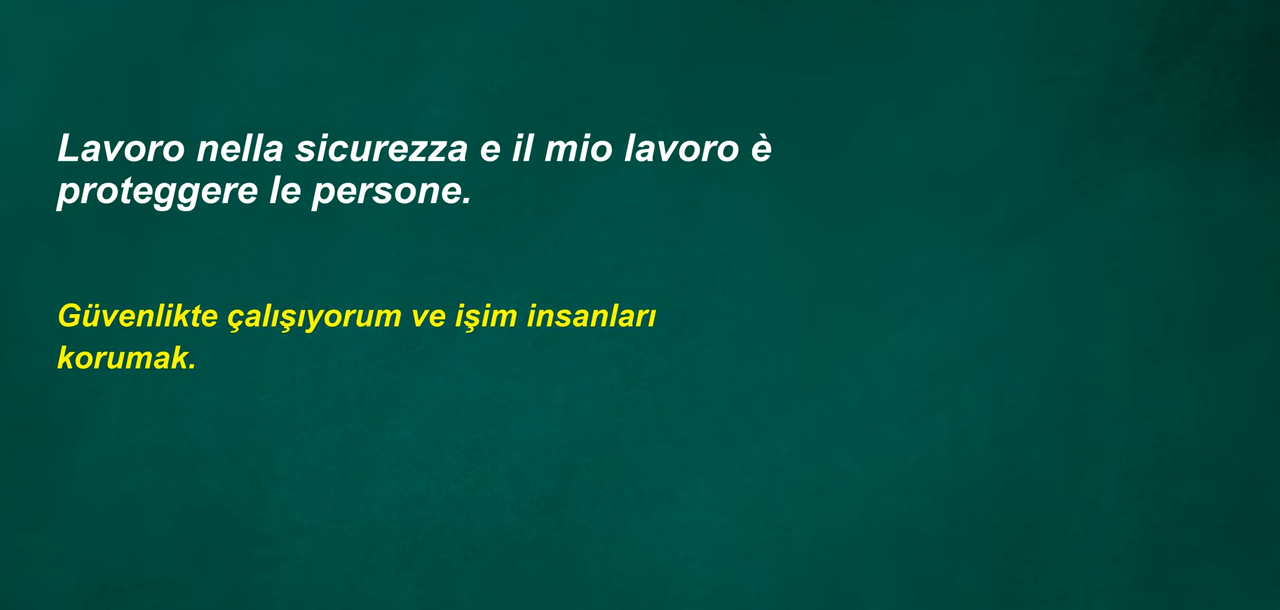 Lavoro nella sicurezza e il mio lavoro è
proteggere le persone.
Güvenlikte çalışıyorum ve işim insanları
korumak.